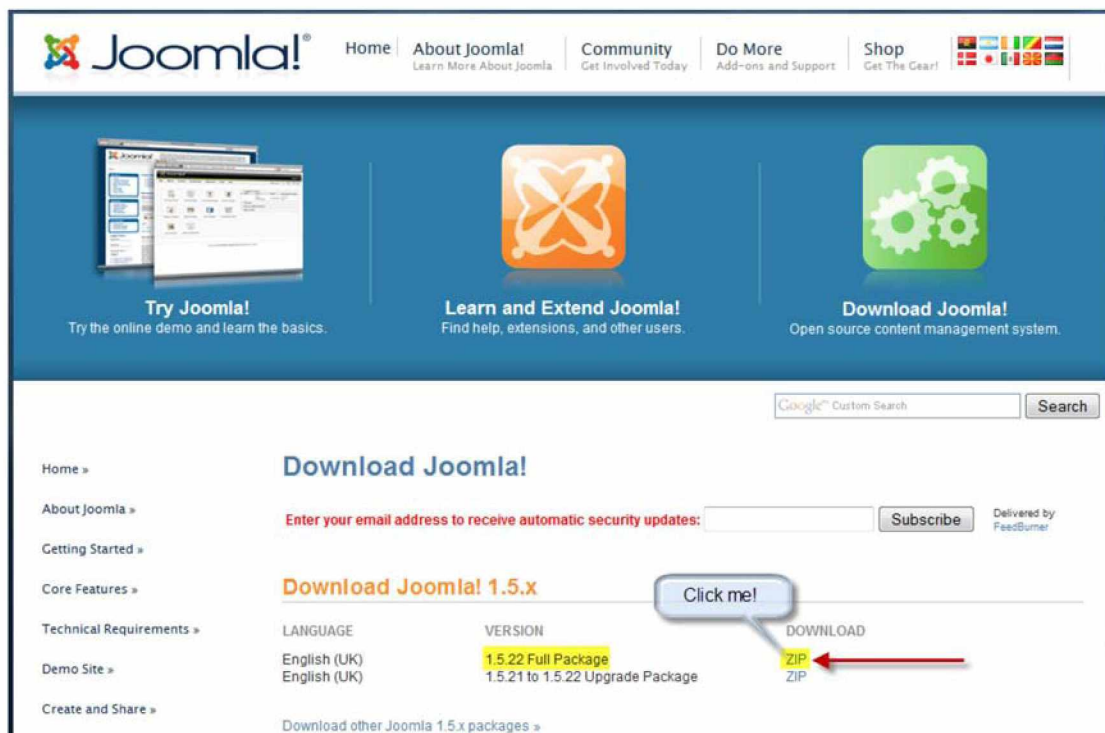 Joomla!®
Home
About Joomla!
Learn More About Joomla
Community
Get Involved Today
Do More
Add-ons and Support
Shop
Get The Gear!
Try Joomla!
Try the online demo and learn the basics.
Learn and Extend Joomla!
Find help, extensions, and other users.
Download Joomla!
Open source content management system.
Google™ Custom Search
Search
Home »
About Joomla »
Getting Started »
Core Features »
Technical Requirements »
Demo Site »
Create and Share »
Download Joomla!
Enter your email address to receive automatic security updates:
Subscribe
Delivered by
FeedBurner
Download Joomla! 1.5.x
Click me!
LANGUAGE VERSION DOWNLOAD
English (UK) 1.5.22 Full Package ZIP
English (UK) 1.5.21 to 1.5.22 Upgrade Package ZIP
Download other Joomla 1.5.x packages »